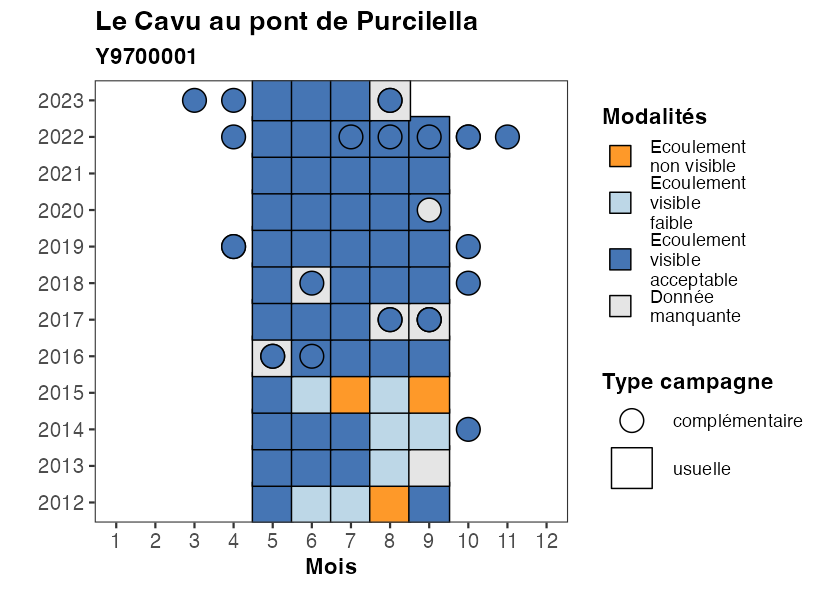 Le Cavu au pont de Purcilella
Y9700001
2023
2022
2021
2020
2019
2018
2017
2016
2015
2014
2013
2012
1 2 3 4 5 6 7 8 9 10 11 12
Mois
Modalités
Ecoulement
non visible
Ecoulement
visible
faible
Ecoulement
visible
acceptable
Donnée
manquante
Type campagne
complémentaire
usuelle